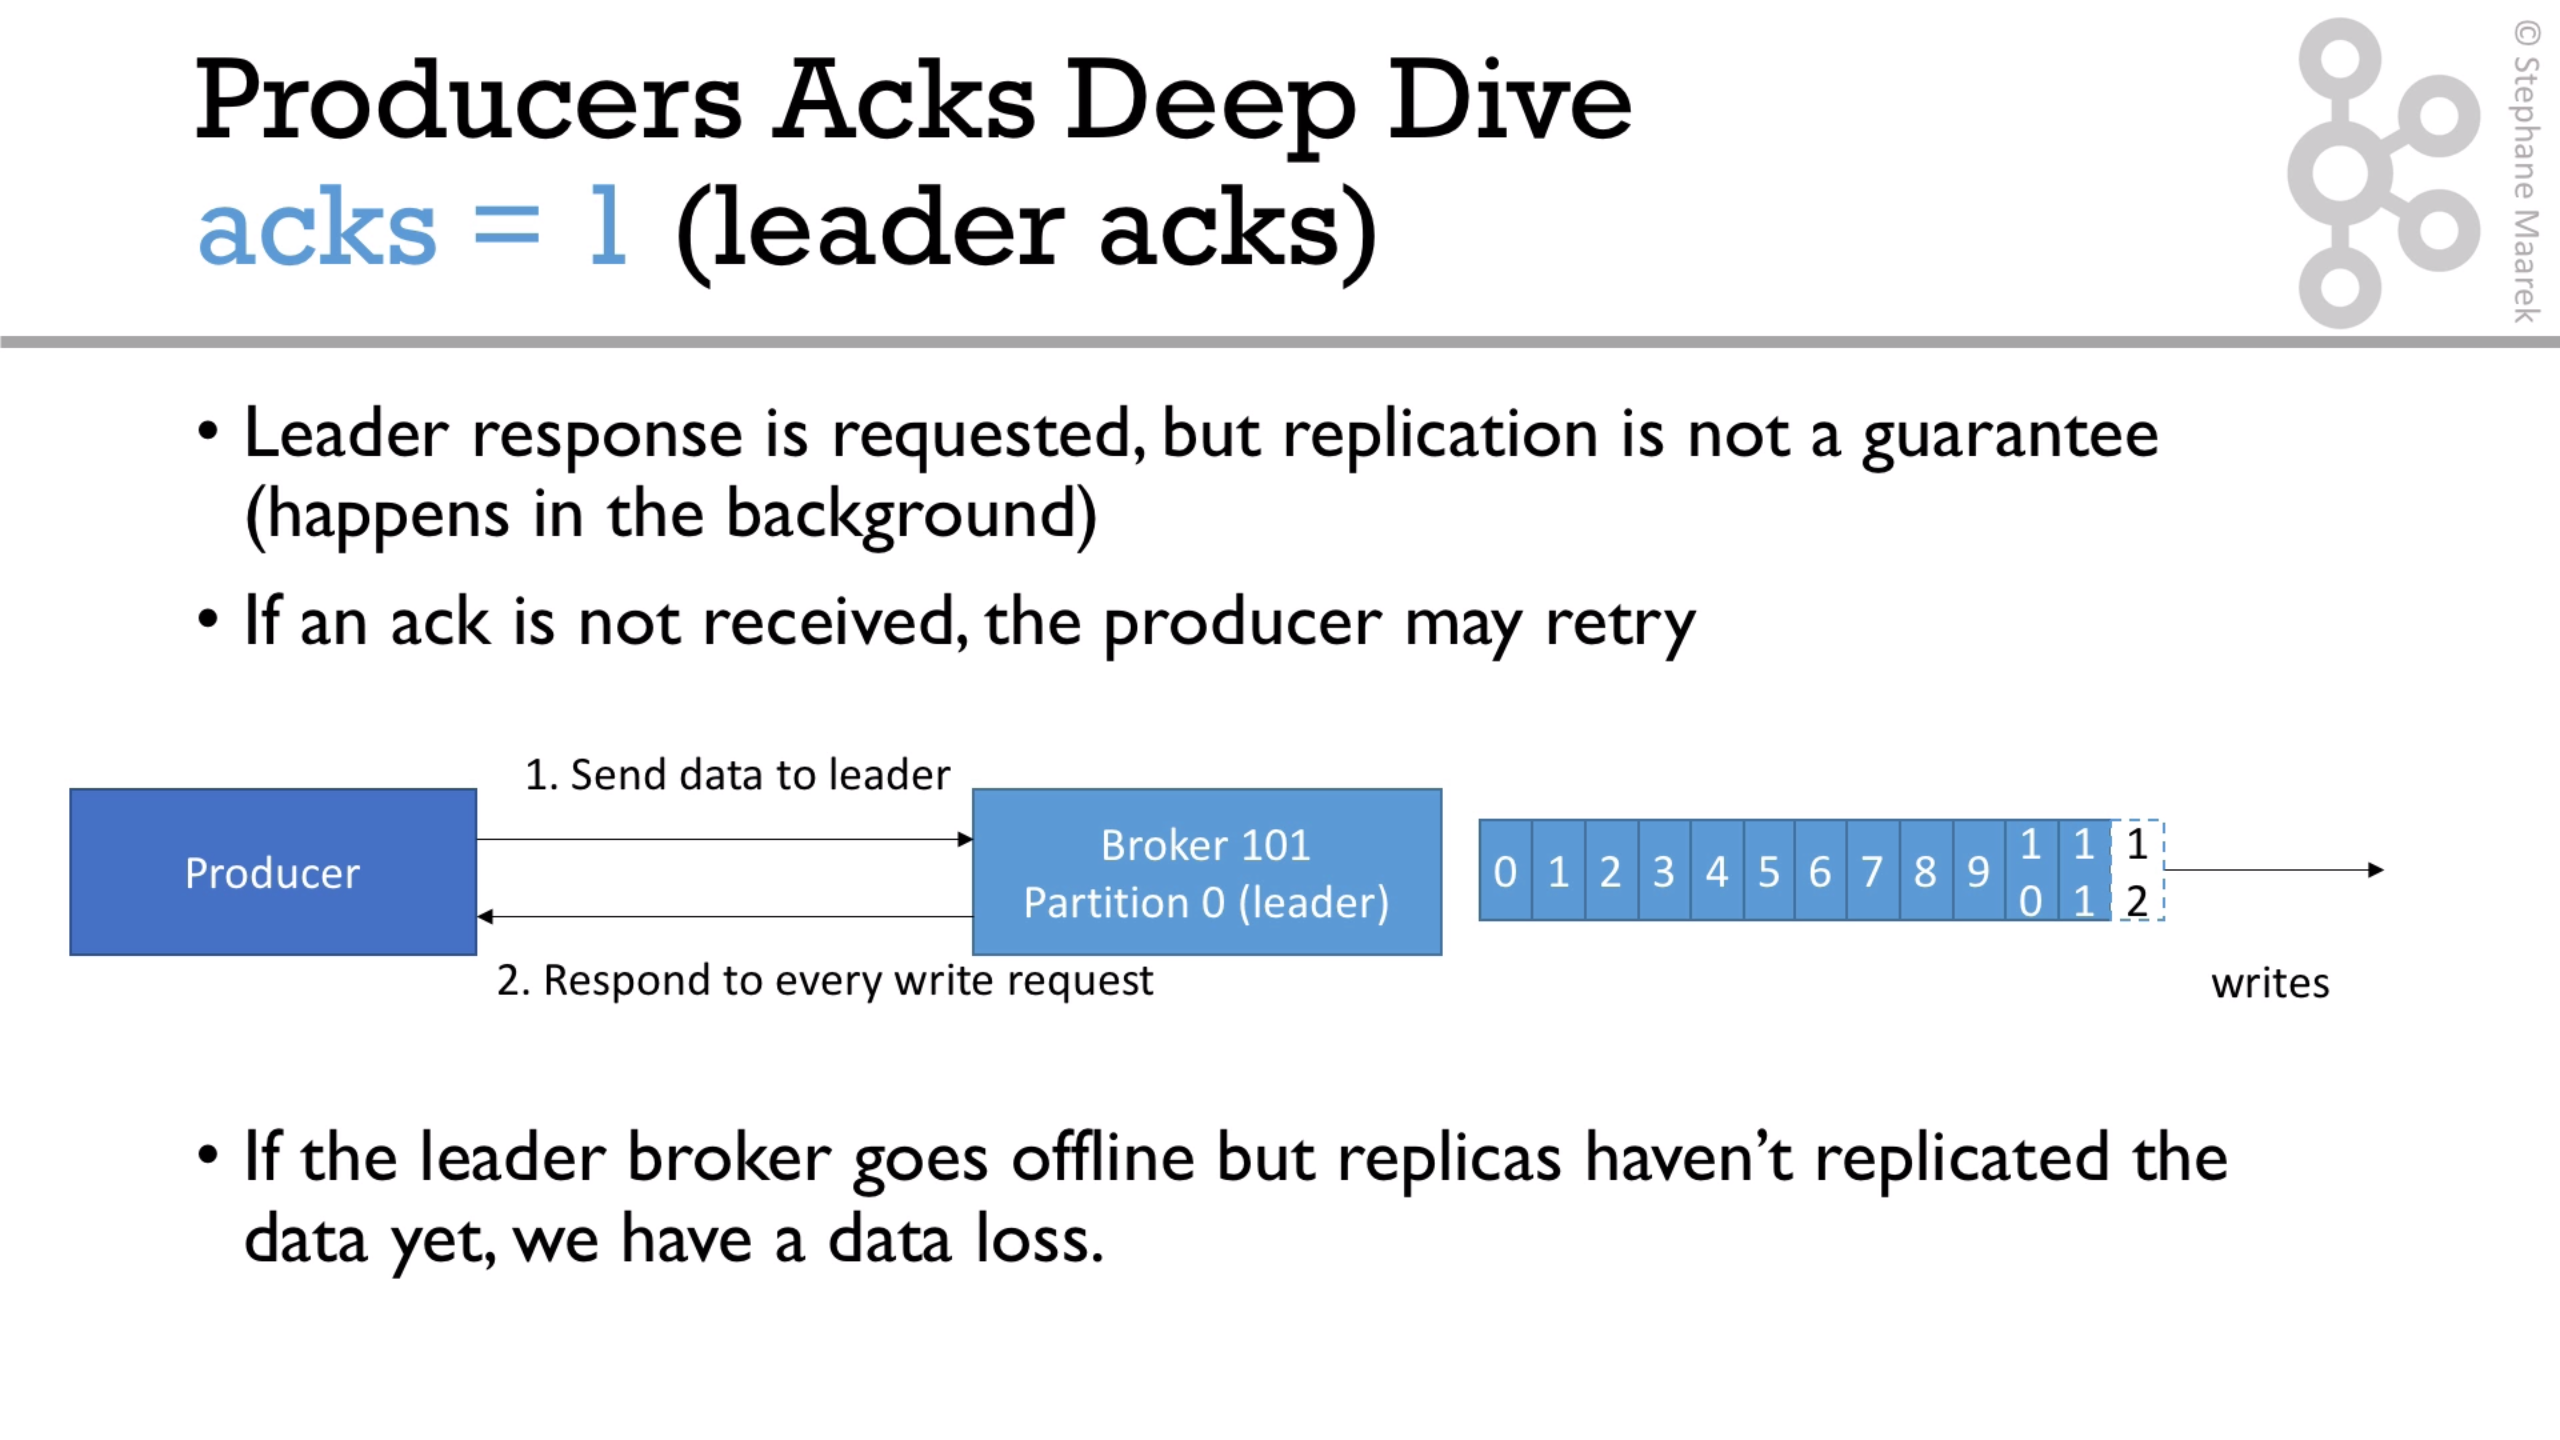 Producers Acks Deep Dive
acks = 1 (leader acks)
© Stephane Maarek
• Leader response is requested, but replication is not a guarantee
(happens in the background)
• If an ack is not received, the producer may retry
1. Send data to leader
Producer
Broker 101
Partition 0 (leader)
0 1 2 3 4 5 6 7 8 9 10 11 12
2. Respond to every write request
writes
• If the leader broker goes offline but replicas haven’t replicated the
data yet, we have a data loss.